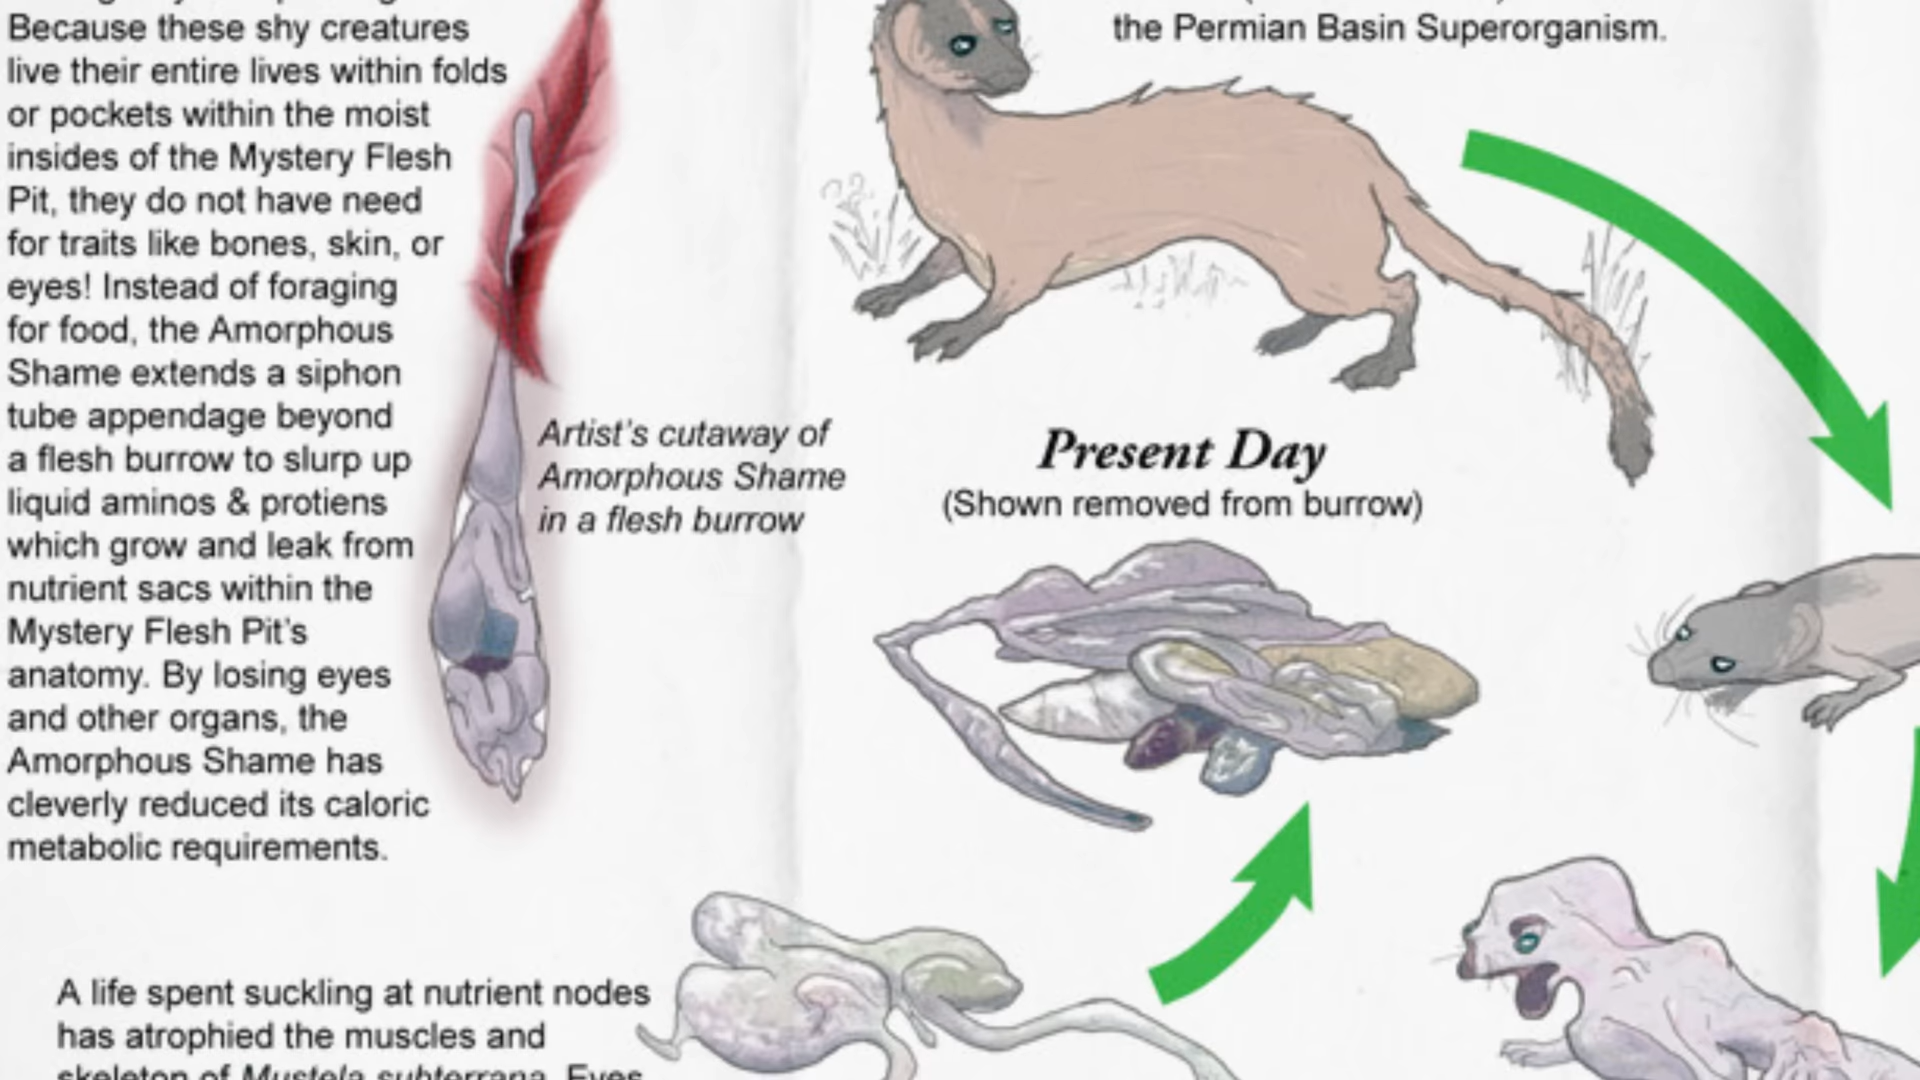 Because these shy creatures
live their entire lives within folds
or pockets within the moist
insides of the Mystery Flesh
Pit, they do not have need
for traits like bones, skin, or
eyes! Instead of foraging
for food, the Amorphous
Shame extends a siphon
tube appendage beyond
a flesh burrow to slurp up
liquid aminos & protiens
which grow and leak from
nutrient sacs within the
Mystery Flesh Pit's
anatomy. By losing eyes
and other organs, the
Amorphous Shame has
cleverly reduced its caloric
metabolic requirements.
Artist's cutaway of
Amorphous Shame
in a flesh burrow
the Permian Basin Superorganism.
Present Day
(Shown removed from burrow)
A life spent suckling at nutrient nodes
has atrophied the muscles and
skeleton of Mustela subterrana. Eyes